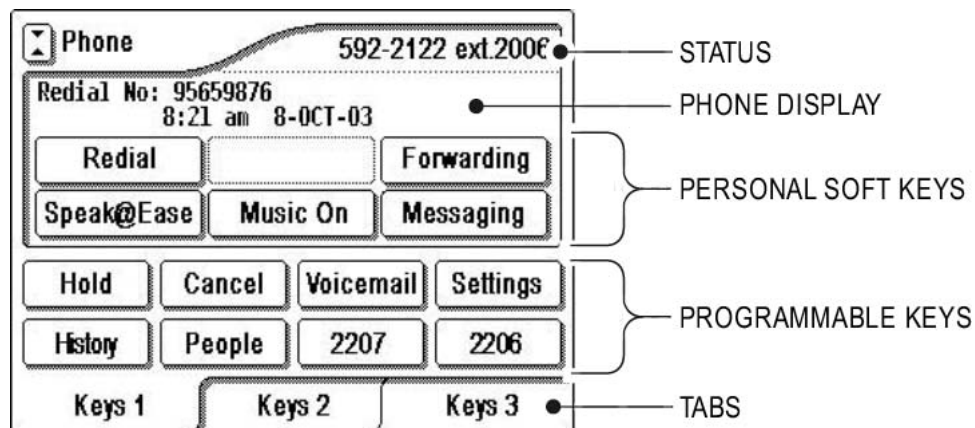 Phone
592-2122 ext.2006
STATUS
Redial No: 95659876
PHONE DISPLAY
8:21 am 8-OCT-03
Redial
Forwarding
PERSONAL SOFT KEYS
Speak@Ease
Music On
Messaging
Hold
Cancel
Voicemail
Settings
PROGRAMMABLE KEYS
History
People
2207
2206
Keys 1
Keys 2
Keys 3
TABS